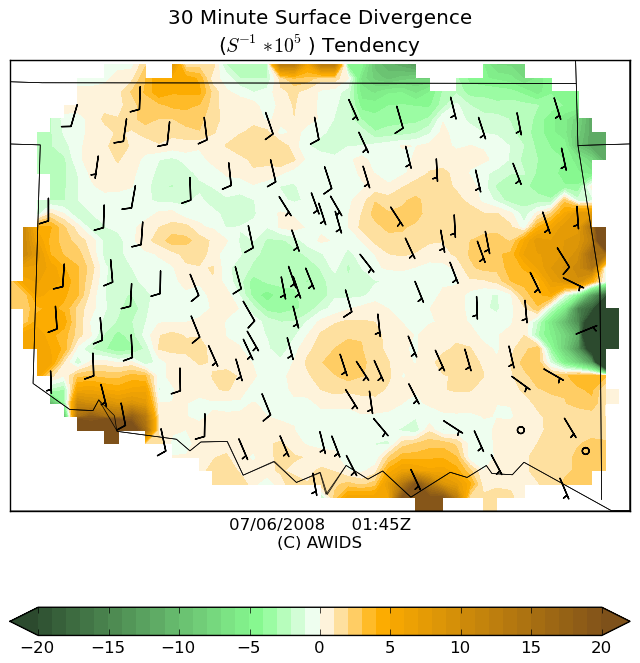 30 Minute Surface Divergence
(S⁻¹ * 10⁵ ) Tendency
07/06/2008 01:45Z
(C) AWIDS
−20 −15 −10 −5 0 5 10 15 20